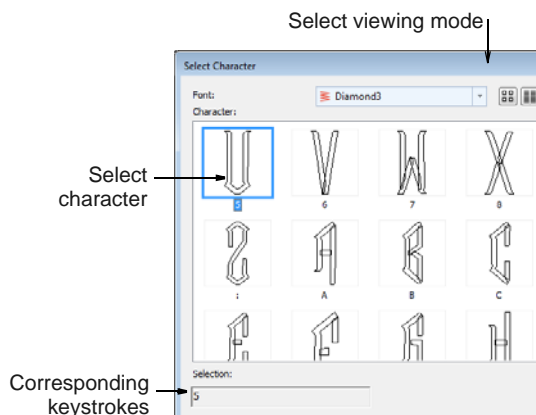 Select viewing mode
Select Character
Font:
Diamond3
Character:
Select
character
5
6
7
8
:
A
B
C
Selection:
Corresponding
keystrokes
5